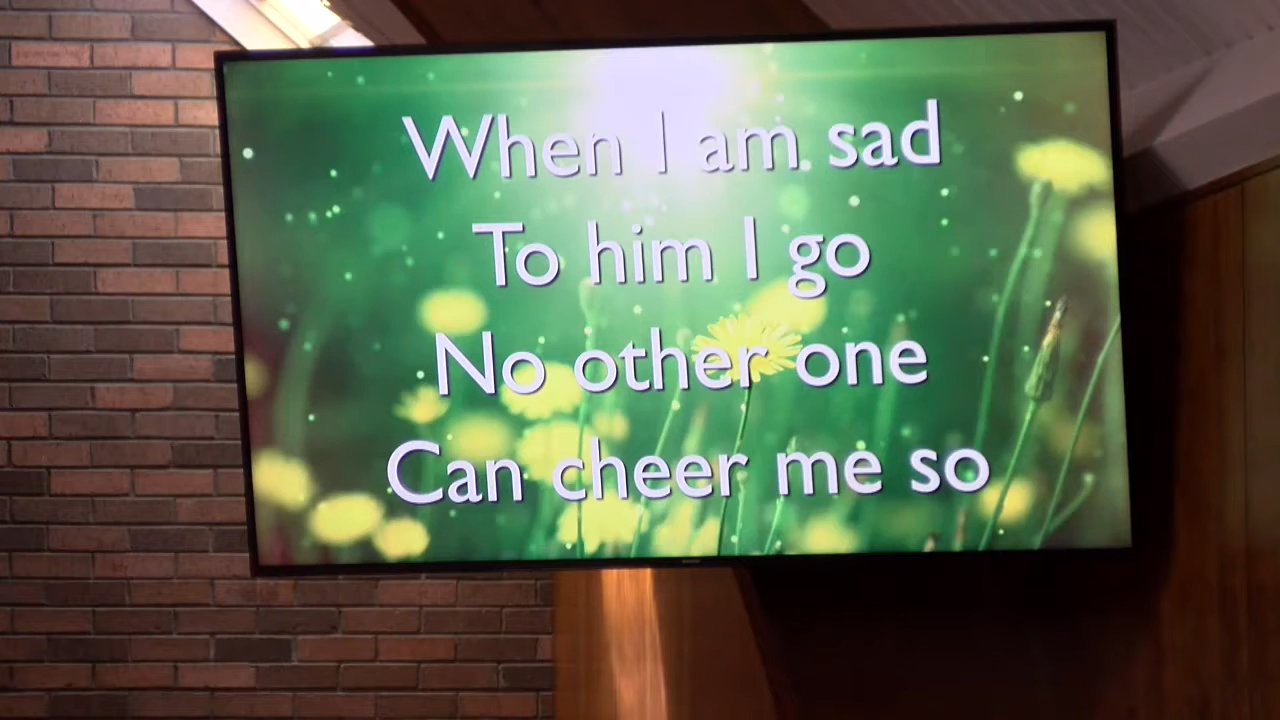 When I am sad
To him I go
No other one
Can cheer me so